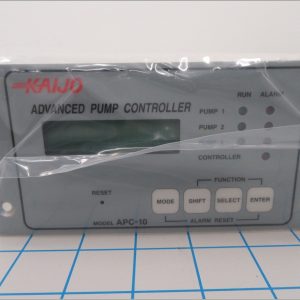 KAIJO
ADVANCED PUMP CONTROLLER
RUN ALARM
PUMP 1
PUMP 2
CONTROLLER
RESET
FUNCTION
MODE SHIFT SELECT ENTER
ALARM RESET
MODEL APC-10